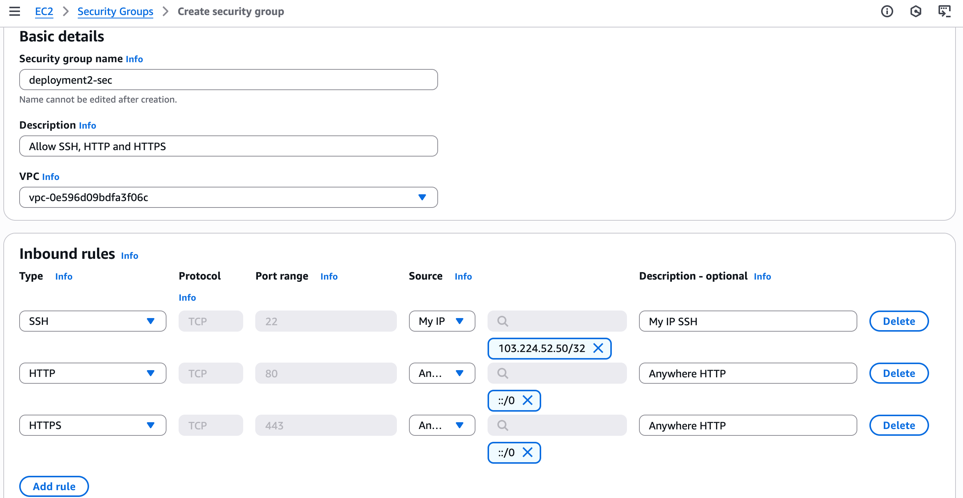 EC2 > Security Groups > Create security group
Basic details
Security group name Info
deployment2-sec
Name cannot be edited after creation.
Description Info
Allow SSH, HTTP and HTTPS
VPC Info
vpc-0e596d09bdfa3f06c
Inbound rules Info
Type Info Protocol Info Port range Info Source Info Description - optional Info
SSH TCP 22 My IP My IP SSH Delete
103.224.52.50/32
HTTP TCP 80 An... Anywhere HTTP Delete
::/0
HTTPS TCP 443 An... Anywhere HTTP Delete
::/0
Add rule